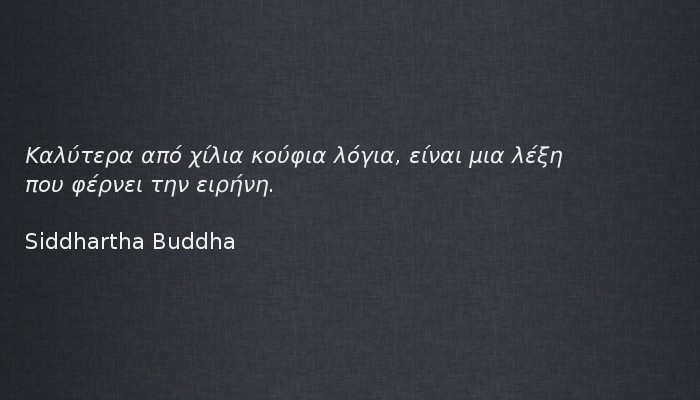 Καλύτερα από χίλια κούφια λόγια, είναι μια λέξη
που φέρνει την ειρήνη.
Siddhartha Buddha